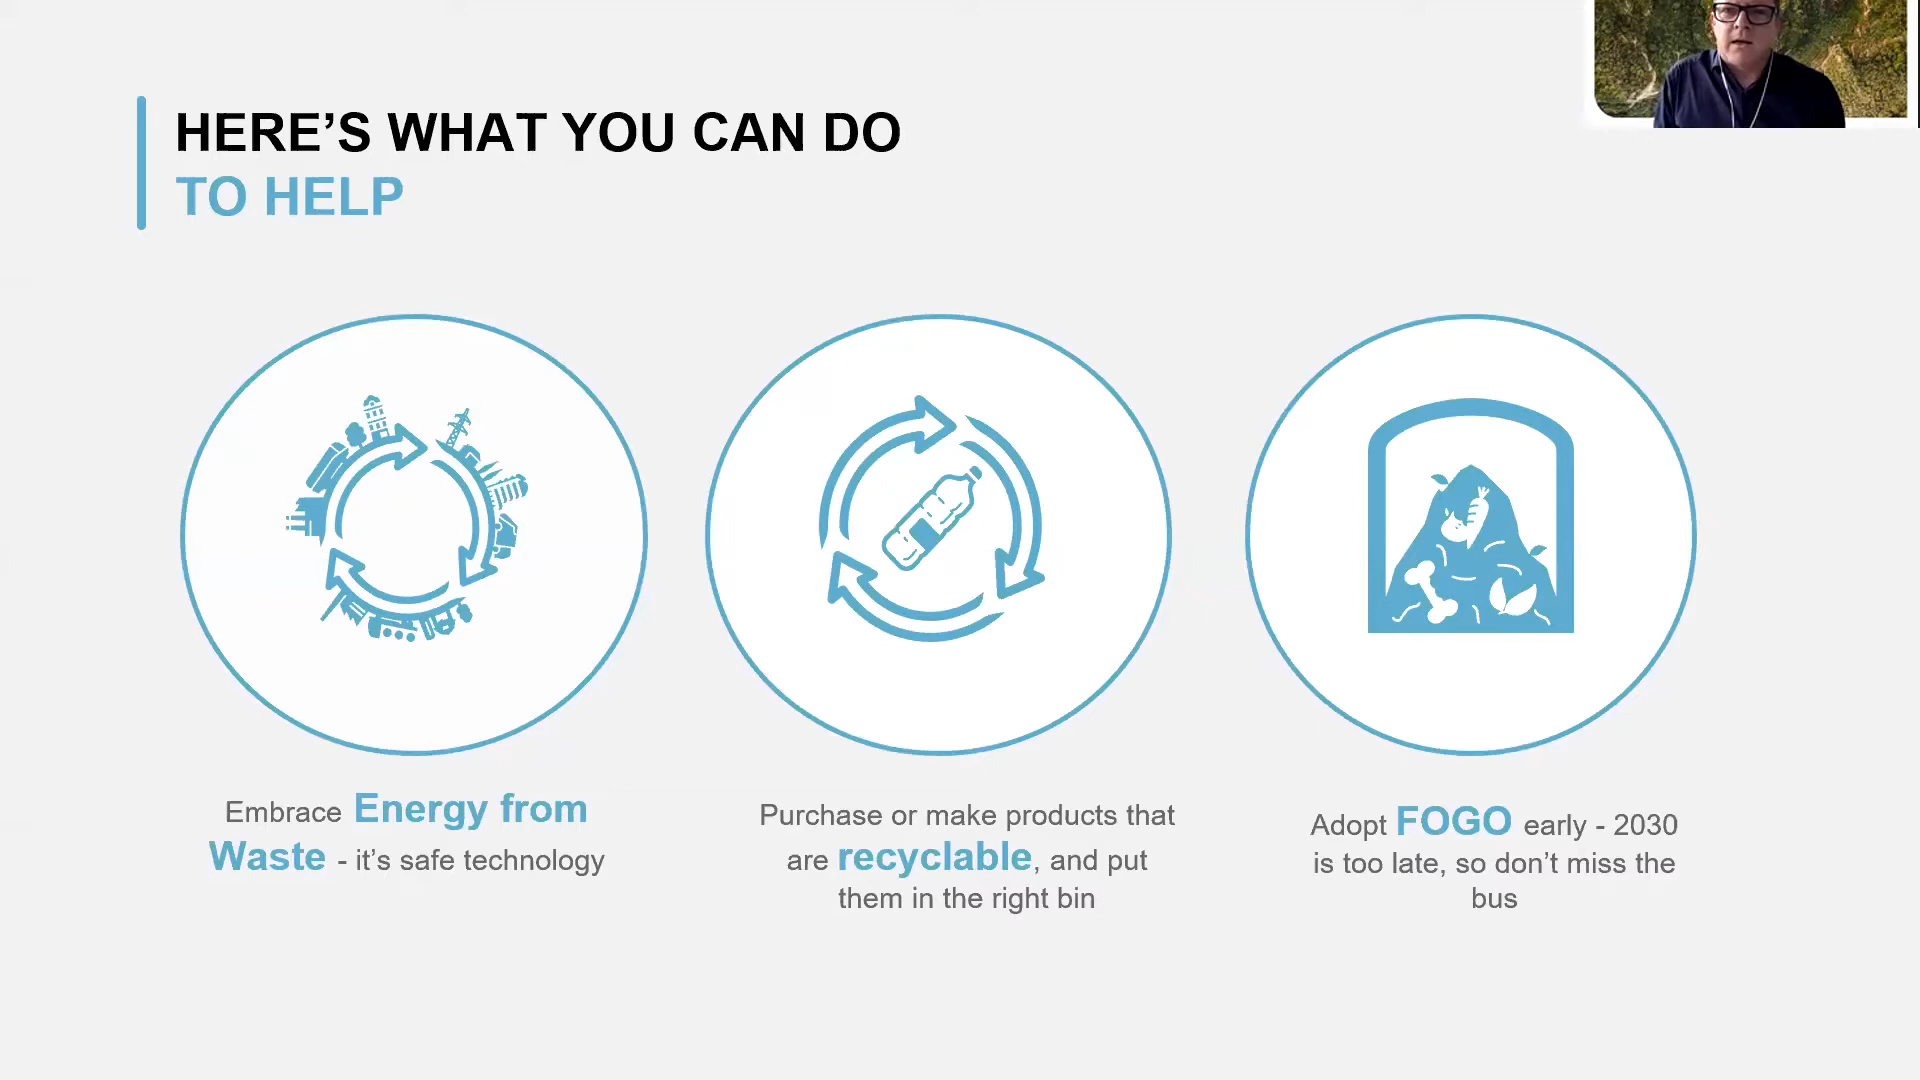 HERE’S WHAT YOU CAN DO
TO HELP
Embrace Energy from
Waste - it’s safe technology
Purchase or make products that
are recyclable, and put
them in the right bin
Adopt FOGO early - 2030
is too late, so don’t miss the
bus